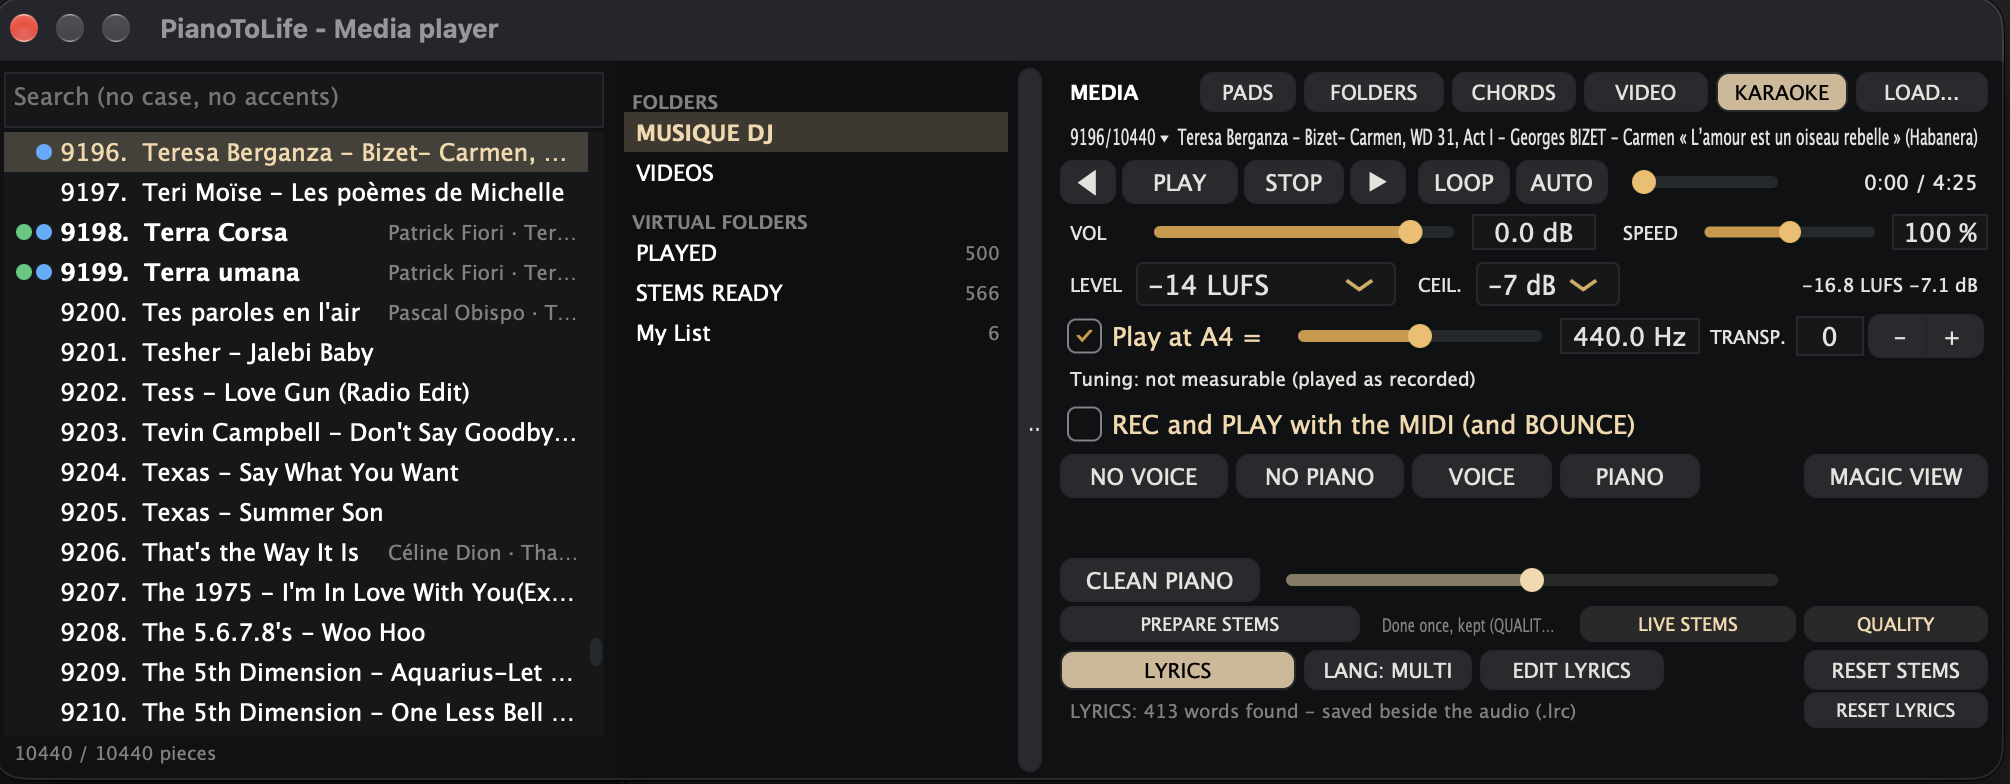 PianoToLife - Media player
Search (no case, no accents)
9196. Teresa Berganza – Bizet– Carmen, ...
9197. Teri Moïse – Les poèmes de Michelle
9198. Terra Corsa Patrick Fiori · Ter...
9199. Terra umana Patrick Fiori · Ter...
9200. Tes paroles en l'air Pascal Obispo · T...
9201. Tesher – Jalebi Baby
9202. Tess – Love Gun (Radio Edit)
9203. Tevin Campbell – Don't Say Goodby...
9204. Texas – Say What You Want
9205. Texas – Summer Son
9206. That's the Way It Is Céline Dion · Tha...
9207. The 1975 – I'm In Love With You(Ex...
9208. The 5.6.7.8's – Woo Hoo
9209. The 5th Dimension – Aquarius–Let ...
9210. The 5th Dimension – One Less Bell ...
10440 / 10440 pieces
FOLDERS
MUSIQUE DJ
VIDEOS
VIRTUAL FOLDERS
PLAYED 500
STEMS READY 566
My List 6
..
MEDIA PADS FOLDERS CHORDS VIDEO KARAOKE LOAD...
9196/10440 ▾ Teresa Berganza – Bizet– Carmen, WD 31, Act I – Georges BIZET – Carmen « L'amour est un oiseau rebelle » (Habanera)
PLAY STOP LOOP AUTO 0:00 / 4:25
VOL 0.0 dB SPEED 100 %
LEVEL –14 LUFS CEIL. –7 dB –16.8 LUFS –7.1 dB
Play at A4 = 440.0 Hz TRANSP. 0 – +
Tuning: not measurable (played as recorded)
REC and PLAY with the MIDI (and BOUNCE)
NO VOICE NO PIANO VOICE PIANO MAGIC VIEW
CLEAN PIANO
PREPARE STEMS Done once, kept (QUALIT... LIVE STEMS QUALITY
LYRICS LANG: MULTI EDIT LYRICS RESET STEMS
LYRICS: 413 words found – saved beside the audio (.lrc) RESET LYRICS